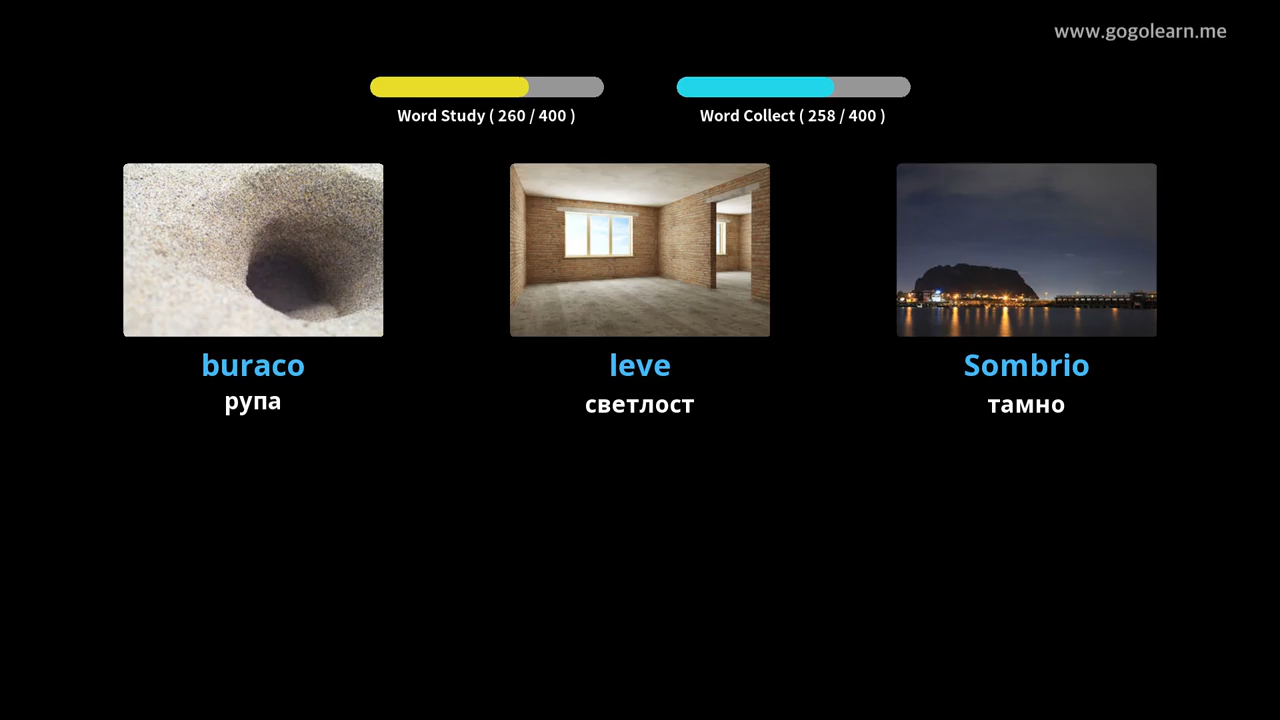 www.gogolearn.me
Word Study ( 260 / 400 )
Word Collect ( 258 / 400 )
buraco
leve
Sombrio
рупа
светлост
тамно